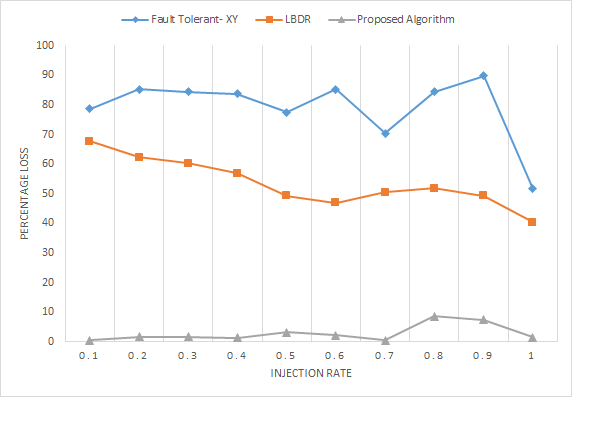 Fault Tolerant- XY LBDR Proposed Algorithm
100
90
80
70
60
50
40
30
20
10
0
PERCENTAGE LOSS
0.1 0.2 0.3 0.4 0.5 0.6 0.7 0.8 0.9 1
INJECTION RATE